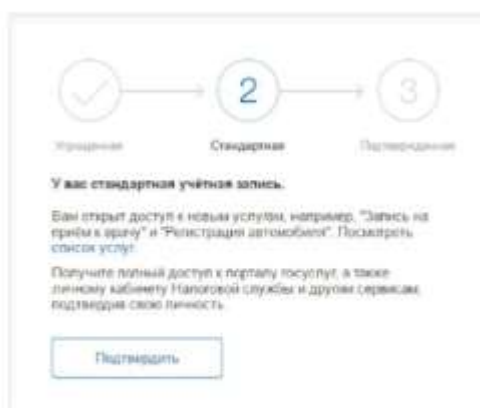 2
3
Упрощенная
Стандартная
Подтвержденная
У вас стандартная учётная запись.
Вам открыт доступ к новым услугам, например, "Запись на
приём к врачу" и "Регистрация автомобиля". Посмотреть
список услуг.
Получите полный доступ к порталу госуслуг, а также
личному кабинету Налоговой службы и другим сервисам,
подтвердив свою личность.
Подтвердить